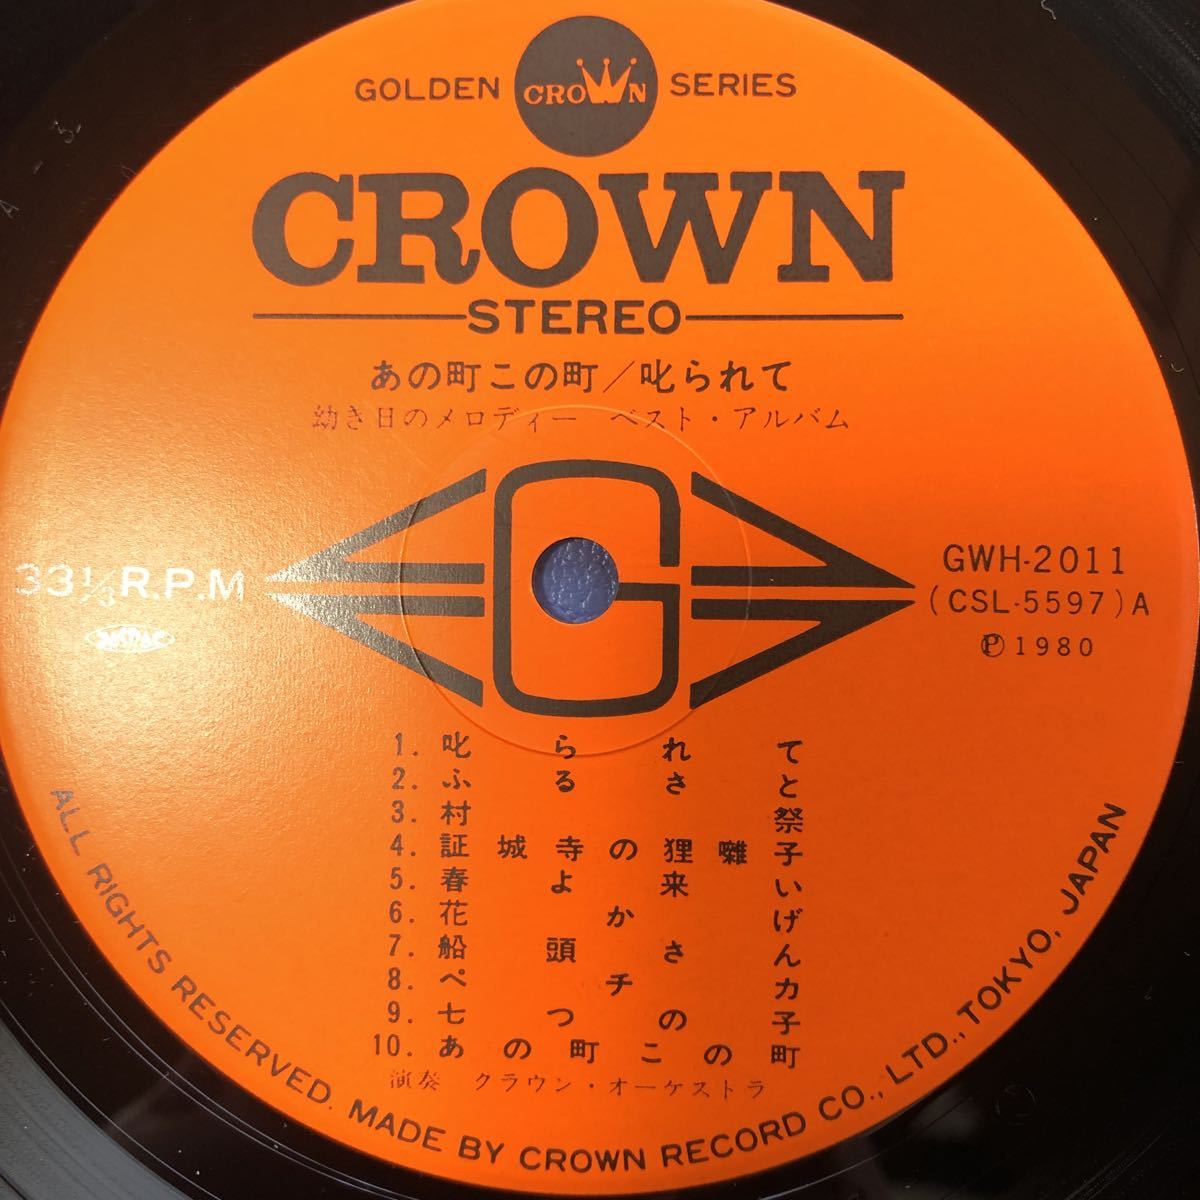 GOLDEN CROWN SERIES
CROWN
STEREO
あの町この町/叱られて
幼き日のメロディー ベスト・アルバム
G
33⅓R.P.M
GWH-2011
(CSL-5597)A
Ⓟ1980
1. 叱られて
2. ふるさと
3. 村祭
4. 証城寺の狸囃子
5. 春よ来い
6. 花かげ
7. 船頭さん
8. ペチカ
9. 七つの子
10. あの町この町
演奏 クラウン・オーケストラ
ALL RIGHTS RESERVED. MADE BY CROWN RECORD CO., LTD., TOKYO, JAPAN